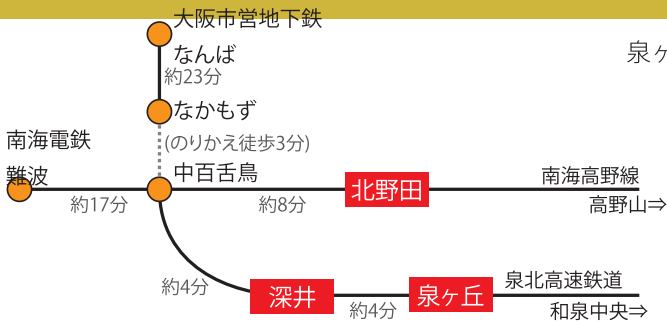 大阪市営地下鉄
なんば
泉ヶ
約23分
なかもず
(のりかえ徒歩3分)
南海電鉄
難波
中百舌鳥
約17分
約8分
北野田
南海高野線
高野山⇒
約4分
深井
約4分
泉ヶ丘
泉北高速鉄道
和泉中央⇒